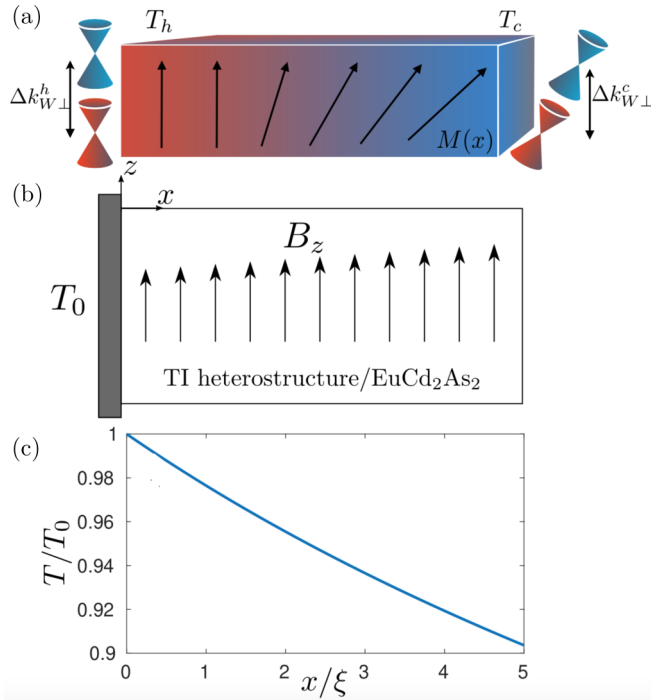 (a)
T_h
T_c
Δk^h_{W⊥}
Δk^c_{W⊥}
M(x)
z
(b)
x
B_z
T_0
TI heterostructure/EuCd₂As₂
(c)
1
0.98
0.96
0.94
0.92
0.9
T/T_0
0 1 2 3 4 5
x/ξ